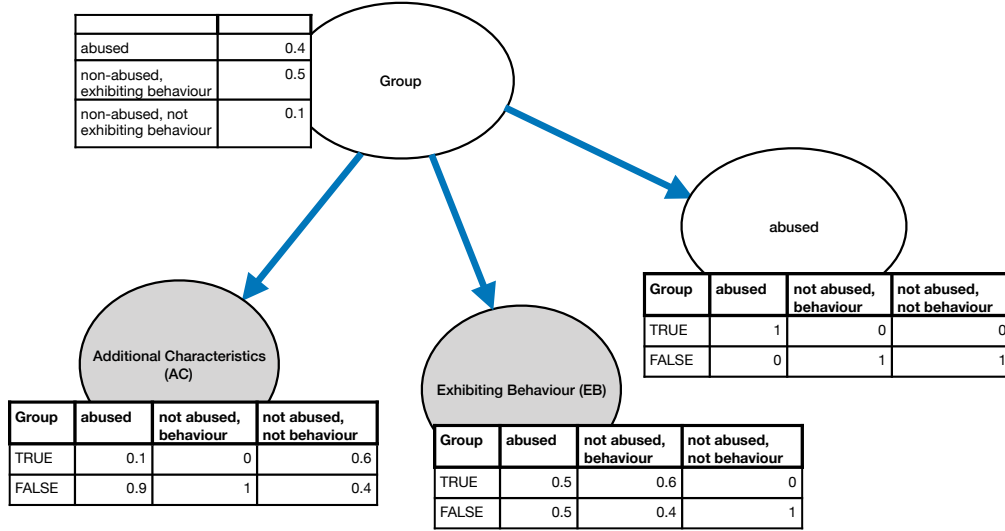 abused 0.4
non-abused,
exhibiting behaviour 0.5
non-abused, not
exhibiting behaviour 0.1
Group
abused
Group abused not abused, behaviour not abused, not behaviour
TRUE 1 0 0
FALSE 0 1 1
Additional Characteristics
(AC)
Group abused not abused, behaviour not abused, not behaviour
TRUE 0.1 0 0.6
FALSE 0.9 1 0.4
Exhibiting Behaviour (EB)
Group abused not abused, behaviour not abused, not behaviour
TRUE 0.5 0.6 0
FALSE 0.5 0.4 1